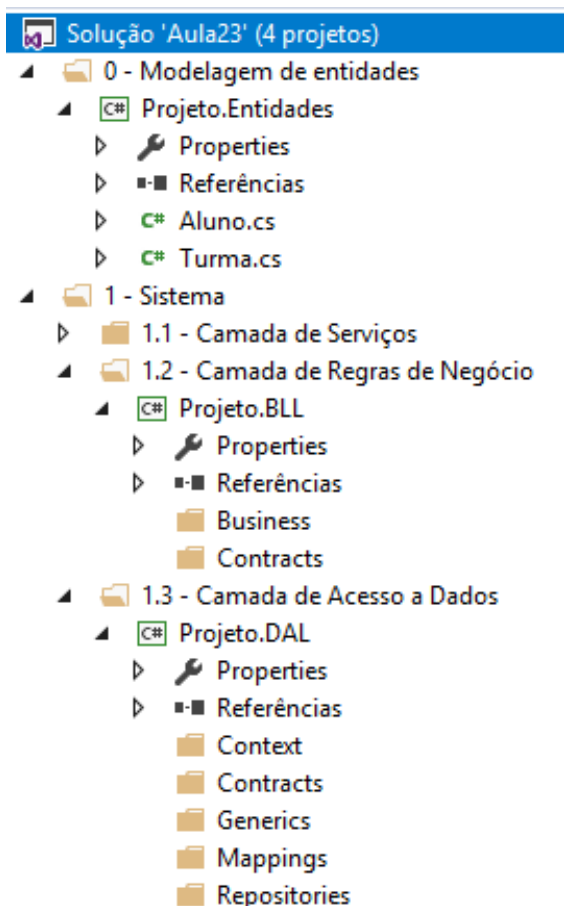 Solução 'Aula23' (4 projetos)
0 - Modelagem de entidades
C# Projeto.Entidades
Properties
Referências
C# Aluno.cs
C# Turma.cs
1 - Sistema
1.1 - Camada de Serviços
1.2 - Camada de Regras de Negócio
C# Projeto.BLL
Properties
Referências
Business
Contracts
1.3 - Camada de Acesso a Dados
C# Projeto.DAL
Properties
Referências
Context
Contracts
Generics
Mappings
Repositories